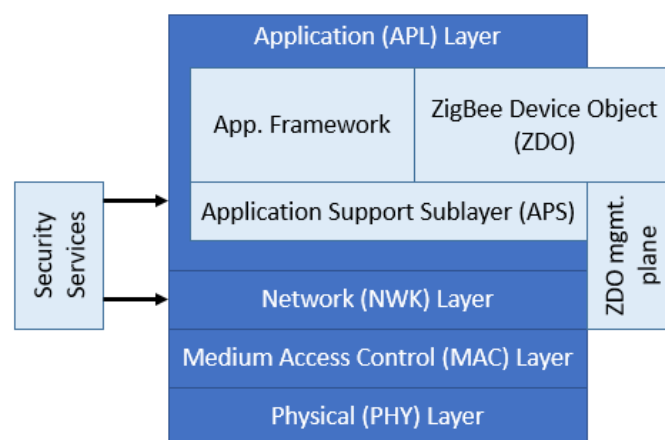 Application (APL) Layer
App. Framework
ZigBee Device Object
(ZDO)
Security
Services
Application Support Sublayer (APS)
ZDO mgmt.
plane
Network (NWK) Layer
Medium Access Control (MAC) Layer
Physical (PHY) Layer